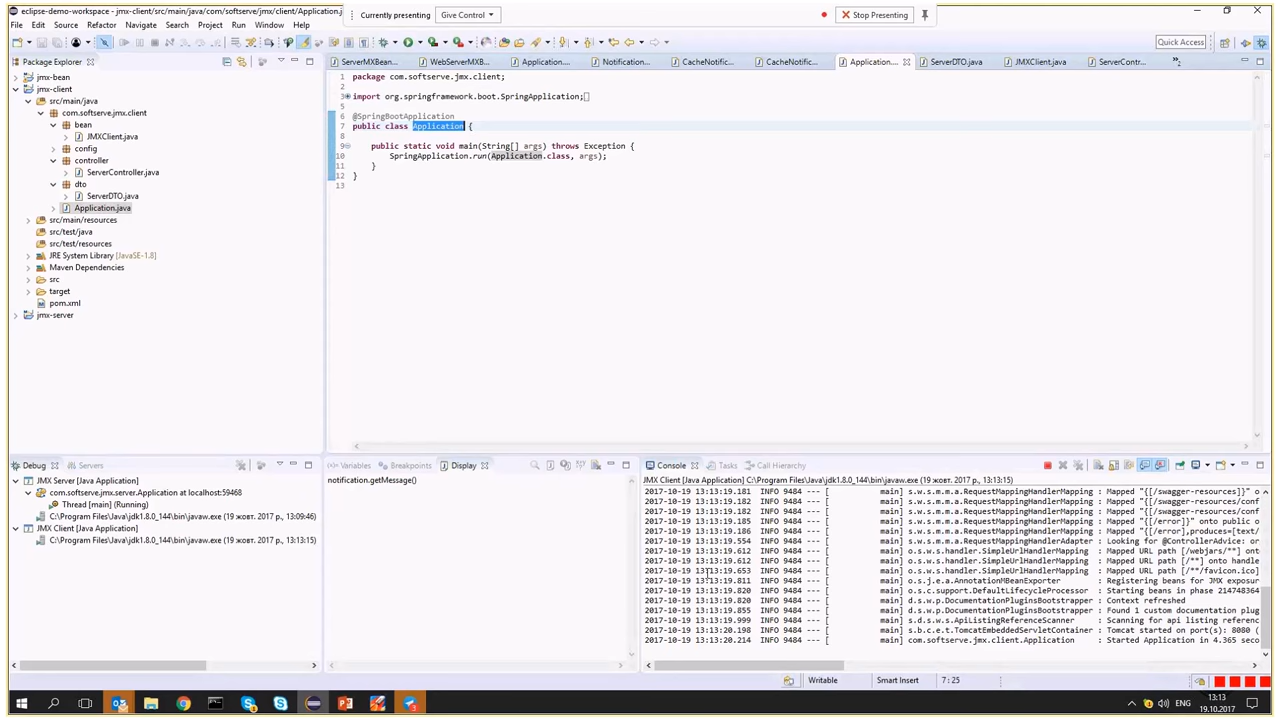 eclipse-demo-workspace - jmx-client/src/main/java/com/softserve/jmx/client/Application.j
Currently presenting
Give Control
Stop Presenting
File Edit Source Refactor Navigate Search Project Run Window Help
Quick Access
Package Explorer
jmx-bean
jmx-client
src/main/java
com.softserve.jmx.client
bean
JMXClient.java
config
controller
ServerController.java
dto
ServerDTO.java
Application.java
src/main/resources
src/test/java
src/test/resources
JRE System Library [JavaSE-1.8]
Maven Dependencies
src
target
pom.xml
jmx-server
ServerMXBean... WebServerMXB... Application.... Notification... CacheNotific... CacheNotific... Application.... ServerDTO.java JMXClient.java ServerContr...
1 package com.softserve.jmx.client;
2
3 import org.springframework.boot.SpringApplication;
5
6 @SpringBootApplication
7 public class Application {
8
9 public static void main(String[] args) throws Exception {
10 SpringApplication.run(Application.class, args);
11 }
12 }
13
Debug Servers
JMX Server [Java Application]
com.softserve.jmx.server.Application at localhost:59468
Thread [main] (Running)
C:\Program Files\Java\jdk1.8.0_144\bin\javaw.exe (19 жовт. 2017 р., 13:09:46)
JMX Client [Java Application]
C:\Program Files\Java\jdk1.8.0_144\bin\javaw.exe (19 жовт. 2017 р., 13:13:15)
Variables Breakpoints Display
notification.getMessage()
Console Tasks Call Hierarchy
JMX Client [Java Application] C:\Program Files\Java\jdk1.8.0_144\bin\javaw.exe (19 жовт. 2017 р., 13:13:15)
2017-10-19 13:13:19.181 INFO 9484 --- [ main] s.w.s.m.m.a.RequestMappingHandlerMapping : Mapped "{[/swagger-resources]}" o
2017-10-19 13:13:19.182 INFO 9484 --- [ main] s.w.s.m.m.a.RequestMappingHandlerMapping : Mapped "{[/swagger-resources/conf
2017-10-19 13:13:19.182 INFO 9484 --- [ main] s.w.s.m.m.a.RequestMappingHandlerMapping : Mapped "{[/swagger-resources/conf
2017-10-19 13:13:19.185 INFO 9484 --- [ main] s.w.s.m.m.a.RequestMappingHandlerMapping : Mapped "{[/error]}" onto public o
2017-10-19 13:13:19.186 INFO 9484 --- [ main] s.w.s.m.m.a.RequestMappingHandlerMapping : Mapped "{[/error],produces=[text/
2017-10-19 13:13:19.554 INFO 9484 --- [ main] s.w.s.m.m.a.RequestMappingHandlerAdapter : Looking for @ControllerAdvice: or
2017-10-19 13:13:19.612 INFO 9484 --- [ main] o.s.w.s.handler.SimpleUrlHandlerMapping : Mapped URL path [/webjars/**] ont
2017-10-19 13:13:19.612 INFO 9484 --- [ main] o.s.w.s.handler.SimpleUrlHandlerMapping : Mapped URL path [/**] onto handle
2017-10-19 13:13:19.653 INFO 9484 --- [ main] o.s.w.s.handler.SimpleUrlHandlerMapping : Mapped URL path [/**/favicon.ico]
2017-10-19 13:13:19.811 INFO 9484 --- [ main] o.s.j.e.a.AnnotationMBeanExporter : Registering beans for JMX exposur
2017-10-19 13:13:19.820 INFO 9484 --- [ main] o.s.c.support.DefaultLifecycleProcessor : Starting beans in phase 214748364
2017-10-19 13:13:19.820 INFO 9484 --- [ main] d.s.w.p.DocumentationPluginsBootstrapper : Context refreshed
2017-10-19 13:13:19.855 INFO 9484 --- [ main] d.s.w.p.DocumentationPluginsBootstrapper : Found 1 custom documentation plug
2017-10-19 13:13:19.999 INFO 9484 --- [ main] s.d.s.w.s.ApiListingReferenceScanner : Scanning for api listing referenc
2017-10-19 13:13:20.198 INFO 9484 --- [ main] s.b.c.e.t.TomcatEmbeddedServletContainer : Tomcat started on port(s): 8080 (
2017-10-19 13:13:20.214 INFO 9484 --- [ main] com.softserve.jmx.client.Application : Started Application in 4.365 seco
Writable Smart Insert 7 : 25
ENG
13:13
19.10.2017